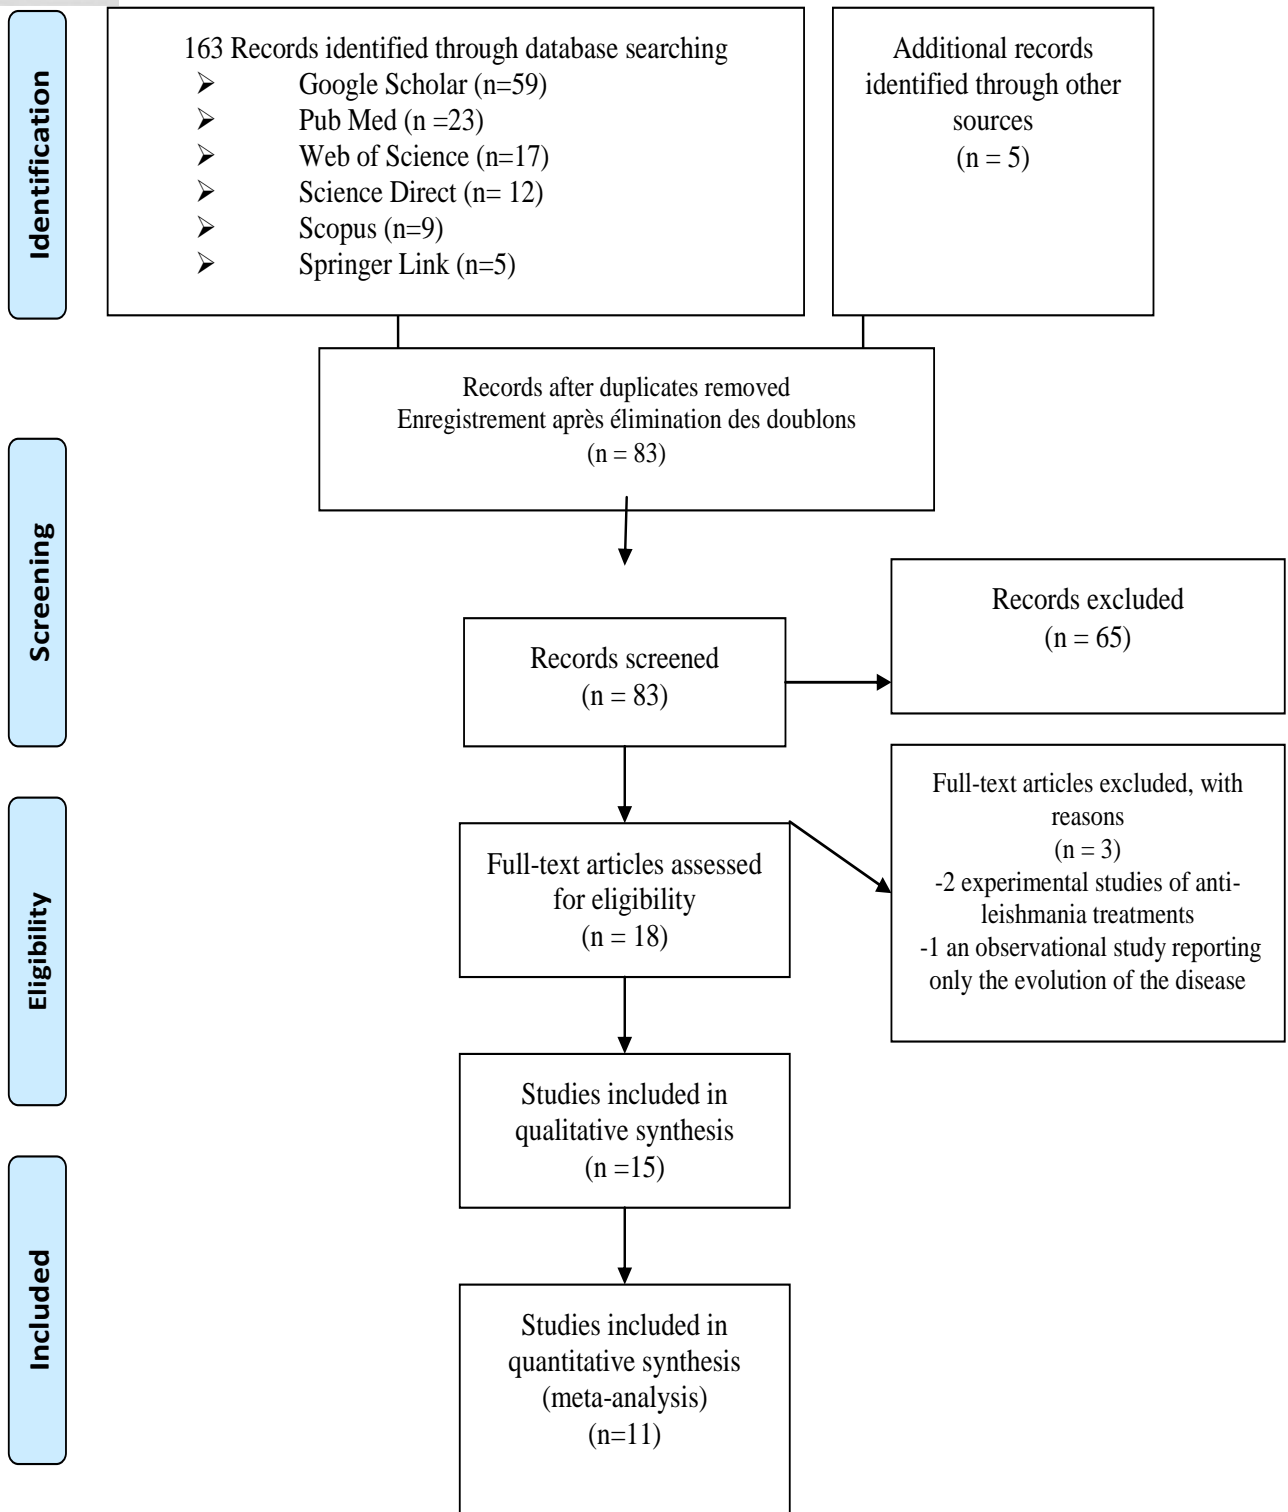 Identification
163 Records identified through database searching
➢ Google Scholar (n=59)
➢ Pub Med (n =23)
➢ Web of Science (n=17)
➢ Science Direct (n= 12)
➢ Scopus (n=9)
➢ Springer Link (n=5)
Additional records
identified through other
sources
(n = 5)
Records after duplicates removed
Enregistrement après élimination des doublons
(n = 83)
Screening
Records screened
(n = 83)
Records excluded
(n = 65)
Eligibility
Full-text articles assessed
for eligibility
(n = 18)
Full-text articles excluded, with
reasons
(n = 3)
-2 experimental studies of anti-
leishmania treatments
-1 an observational study reporting
only the evolution of the disease
Studies included in
qualitative synthesis
(n =15)
Included
Studies included in
quantitative synthesis
(meta-analysis)
(n=11)